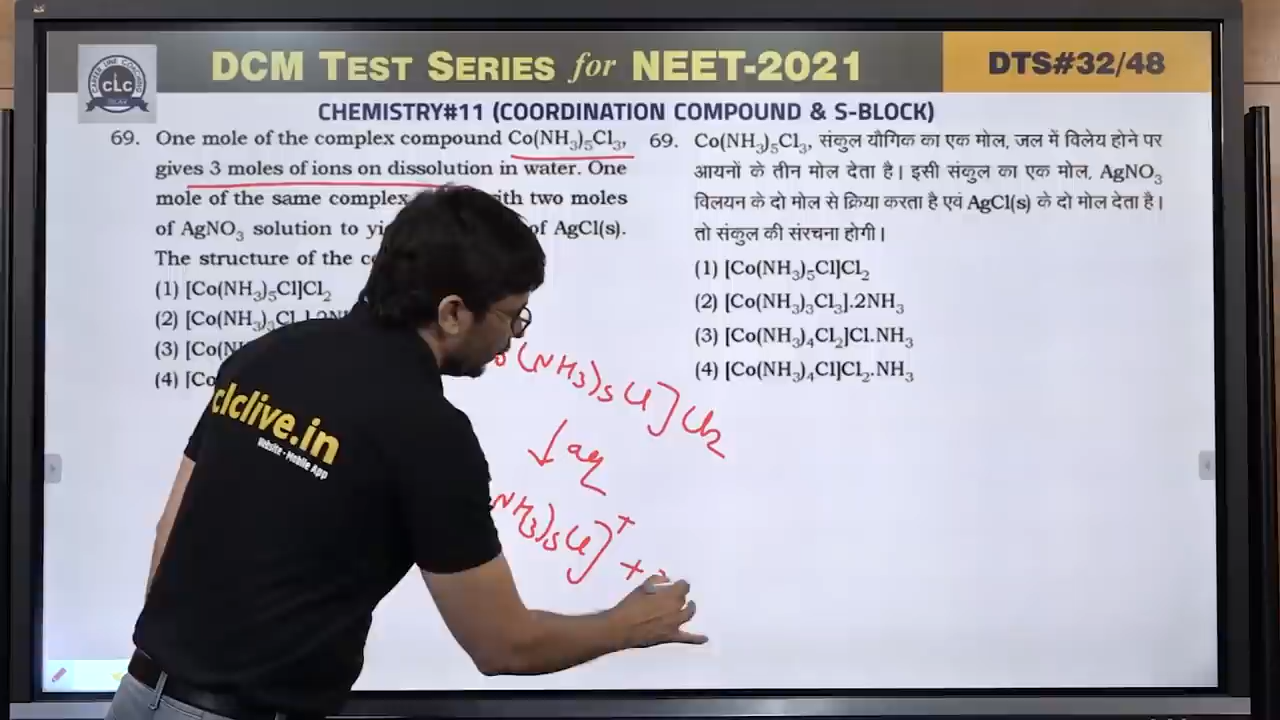 DCM TEST SERIES for NEET-2021
DTS#32/48
CLC
CHEMISTRY#11 (COORDINATION COMPOUND & S-BLOCK)
69. One mole of the complex compound Co(NH₃)₅Cl₃,
gives 3 moles of ions on dissolution in water. One
mole of the same complex with two moles
of AgNO₃ solution to of AgCl(s).
The structure of the
(1) [Co(NH₃)₅Cl]Cl₂
(2) [Co(NH₃)₃Cl
(3) [Co(N
(4) [Co
69. Co(NH₃)₅Cl₃, संकुल यौगिक का एक मोल, जल में विलेय होने पर
आयनों के तीन मोल देता है। इसी संकुल का एक मोल, AgNO₃
विलयन के दो मोल से क्रिया करता है एवं AgCl(s) के दो मोल देता है।
तो संकुल की संरचना होगी।
(1) [Co(NH₃)₅Cl]Cl₂
(2) [Co(NH₃)₃Cl₃].2NH₃
(3) [Co(NH₃)₄Cl₂]Cl.NH₃
(4) [Co(NH₃)₄Cl]Cl₂.NH₃
o(NH₃)₅Cl]Cl₂
↓aq
NH₃)₅Cl]⁺ +
clclive.in
Website - Mobile App